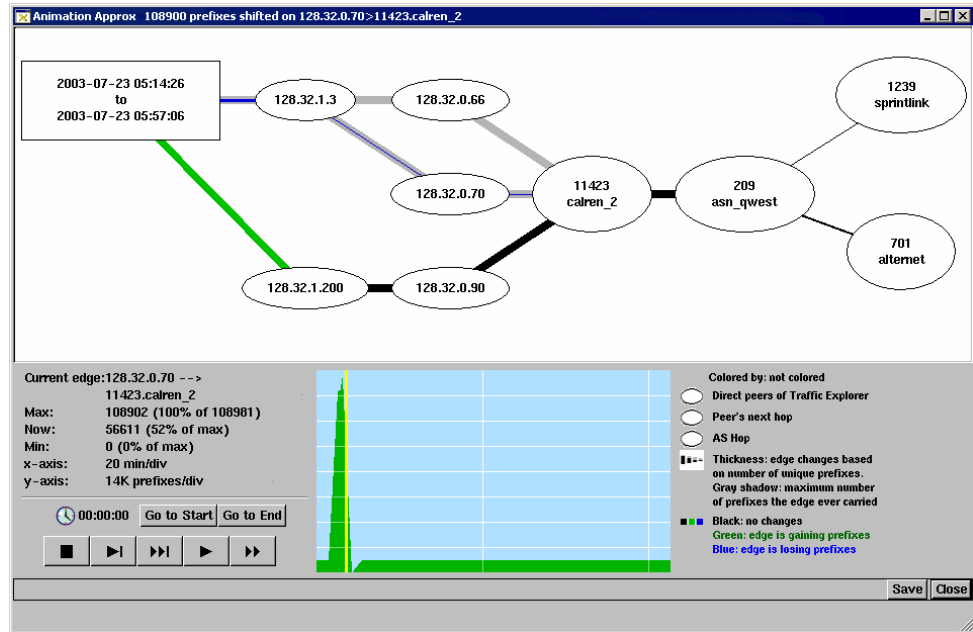 Animation Approx 108900 prefixes shifted on 128.32.0.70>11423.calren_2
2003-07-23 05:14:26
to
2003-07-23 05:57:06
128.32.1.3
128.32.0.66
128.32.0.70
128.32.1.200
128.32.0.90
11423
calren_2
209
asn_qwest
1239
sprintlink
701
alternet
Current edge:128.32.0.70 -->
11423.calren_2
Max: 108902 (100% of 108981)
Now: 56611 (52% of max)
Min: 0 (0% of max)
x-axis: 20 min/div
y-axis: 14K prefixes/div
00:00:00 Go to Start Go to End
Colored by: not colored
Direct peers of Traffic Explorer
Peer's next hop
AS Hop
Thickness: edge changes based
on number of unique prefixes.
Gray shadow: maximum number
of prefixes the edge ever carried
Black: no changes
Green: edge is gaining prefixes
Blue: edge is losing prefixes
Save Close